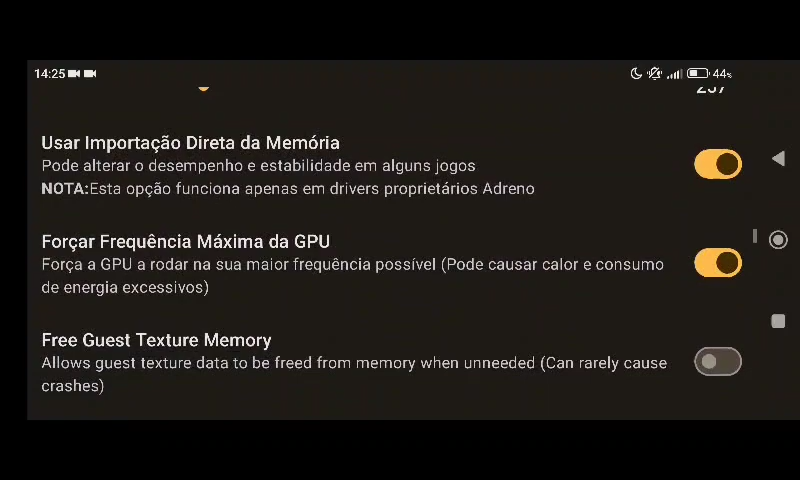 14:25
44%
Usar Importação Direta da Memória
Pode alterar o desempenho e estabilidade em alguns jogos
NOTA:Esta opção funciona apenas em drivers proprietários Adreno
Forçar Frequência Máxima da GPU
Força a GPU a rodar na sua maior frequência possível (Pode causar calor e consumo
de energia excessivos)
Free Guest Texture Memory
Allows guest texture data to be freed from memory when unneeded (Can rarely cause
crashes)